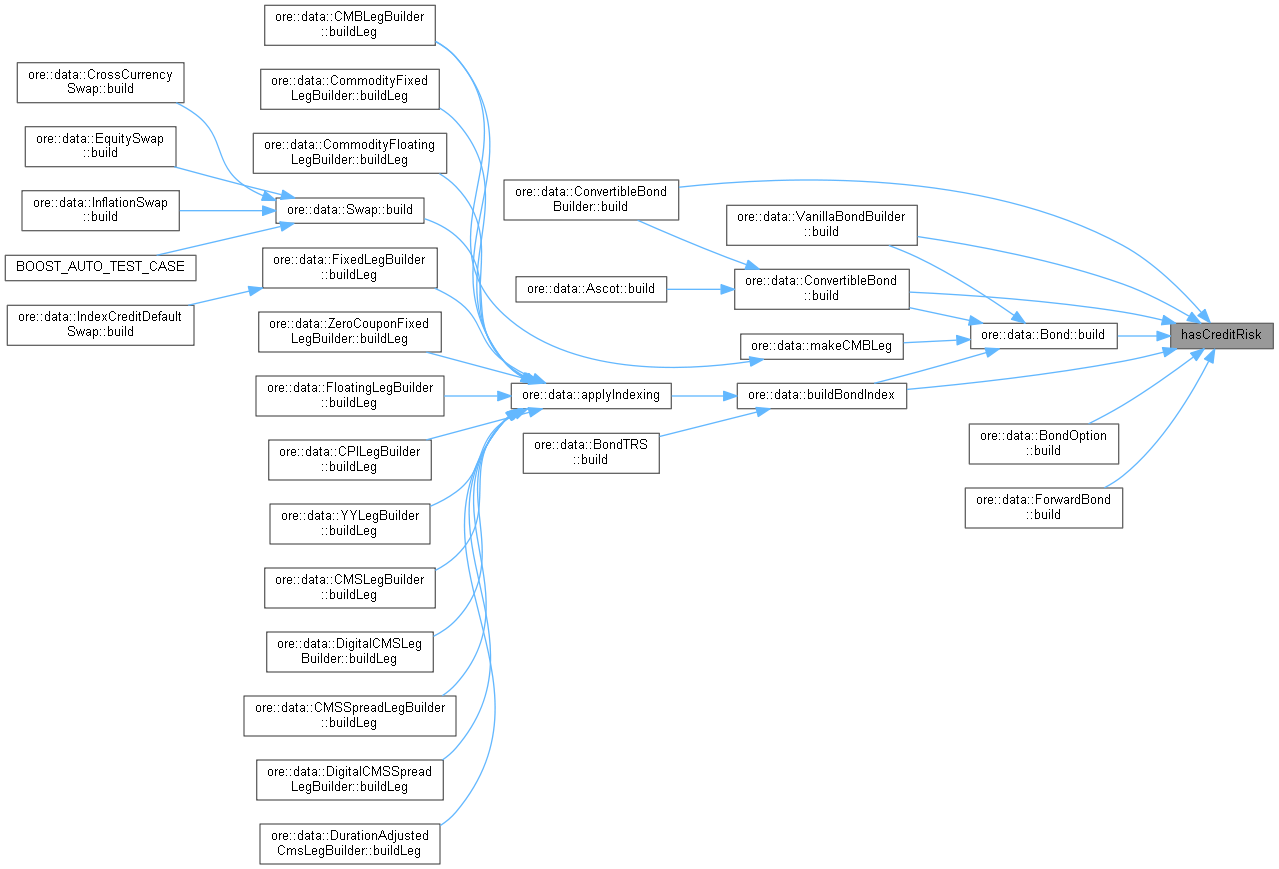 ore::data::CMBLegBuilder
::buildLeg
ore::data::CrossCurrency
Swap::build
ore::data::CommodityFixed
LegBuilder::buildLeg
ore::data::EquitySwap
::build
ore::data::CommodityFloating
LegBuilder::buildLeg
ore::data::InflationSwap
::build
ore::data::Swap::build
BOOST_AUTO_TEST_CASE
ore::data::FixedLegBuilder
::buildLeg
ore::data::IndexCreditDefault
Swap::build
ore::data::ZeroCouponFixed
LegBuilder::buildLeg
ore::data::FloatingLegBuilder
::buildLeg
ore::data::CPILegBuilder
::buildLeg
ore::data::YYLegBuilder
::buildLeg
ore::data::CMSLegBuilder
::buildLeg
ore::data::DigitalCMSLeg
Builder::buildLeg
ore::data::CMSSpreadLegBuilder
::buildLeg
ore::data::DigitalCMSSpread
LegBuilder::buildLeg
ore::data::DurationAdjusted
CmsLegBuilder::buildLeg
ore::data::ConvertibleBond
Builder::build
ore::data::Ascot::build
ore::data::applyIndexing
ore::data::BondTRS
::build
ore::data::VanillaBondBuilder
::build
ore::data::ConvertibleBond
::build
ore::data::makeCMBLeg
ore::data::buildBondIndex
ore::data::Bond::build
ore::data::BondOption
::build
ore::data::ForwardBond
::build
hasCreditRisk